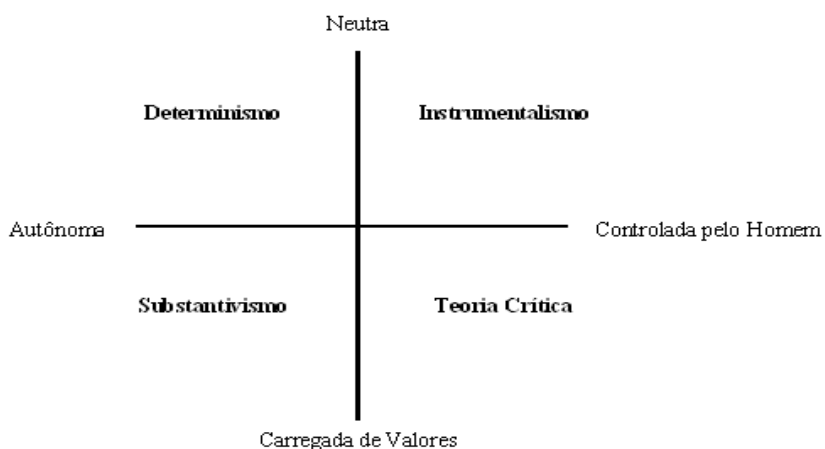 Neutra
Determinismo
Instrumentalismo
Autônoma
Controlada pelo Homem
Substantivismo
Teoria Crítica
Carregada de Valores